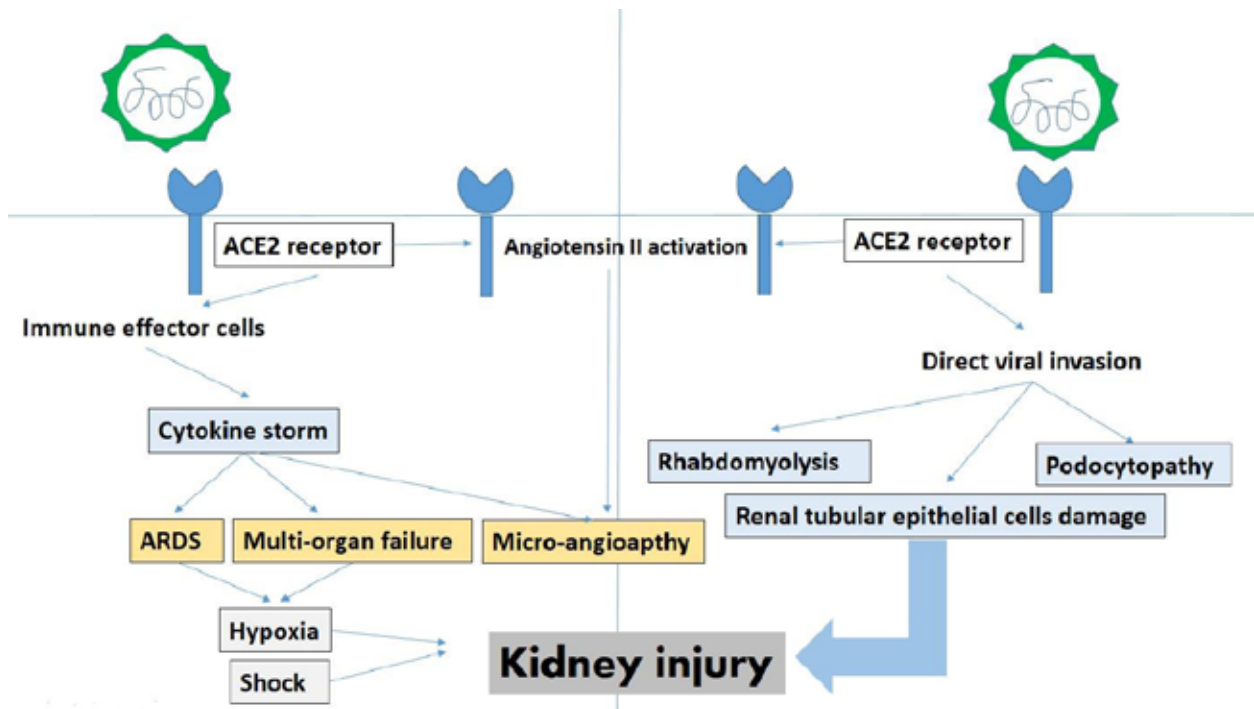 ACE2 receptor
Angiotensin II activation
ACE2 receptor
Immune effector cells
Direct viral invasion
Cytokine storm
Rhabdomyolysis
Podocytopathy
Renal tubular epithelial cells damage
ARDS
Multi-organ failure
Micro-angioapthy
Hypoxia
Kidney injury
Shock